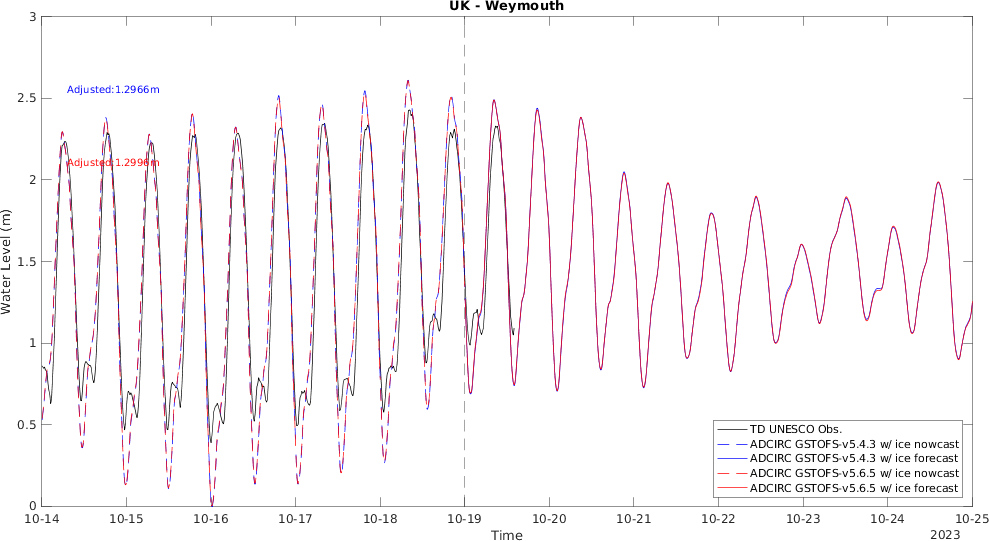 UK - Weymouth
3
2.5
2
1.5
1
0.5
0
Water Level (m)
Adjusted:1.2966m
Adjusted:1.2996m
TD UNESCO Obs.
ADCIRC GSTOFS-v5.4.3 w/ ice nowcast
ADCIRC GSTOFS-v5.4.3 w/ ice forecast
ADCIRC GSTOFS-v5.6.5 w/ ice nowcast
ADCIRC GSTOFS-v5.6.5 w/ ice forecast
10-14 10-15 10-16 10-17 10-18 10-19 10-20 10-21 10-22 10-23 10-24 10-25
Time
2023